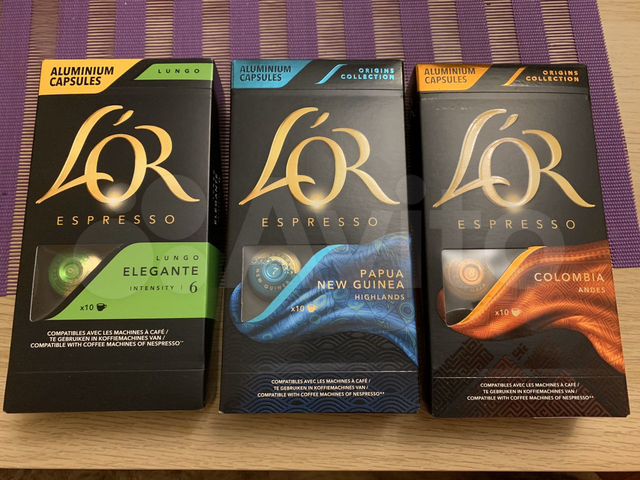 ALUMINIUM
CAPSULES
LUNGO
L'OR
ESPRESSO
LUNGO
ELEGANTE
INTENSITY | 6
x10
COMPATIBLES AVEC LES MACHINES À CAFÉ /
TE GEBRUIKEN IN KOFFIEMACHINES VAN /
COMPATIBLE WITH COFFEE MACHINES OF NESPRESSO**
ALUMINIUM
CAPSULES
ORIGINS
COLLECTION
L'OR
ESPRESSO
7
PAPUA
NEW GUINEA
HIGHLANDS
x10
COMPATIBLES AVEC LES MACHINES À CAFÉ /
TE GEBRUIKEN IN KOFFIEMACHINES VAN /
COMPATIBLE WITH COFFEE MACHINES OF NESPRESSO**
ALUMINIUM
CAPSULES
ORIGINS
COLLECTION
L'OR
ESPRESSO
COLOMBIA
ANDES
x10
COMPATIBLES AVEC LES MACHINES À CAFÉ /
TE GEBRUIKEN IN KOFFIEMACHINES VAN /
COMPATIBLE WITH COFFEE MACHINES OF NESPRESSO**
Avito